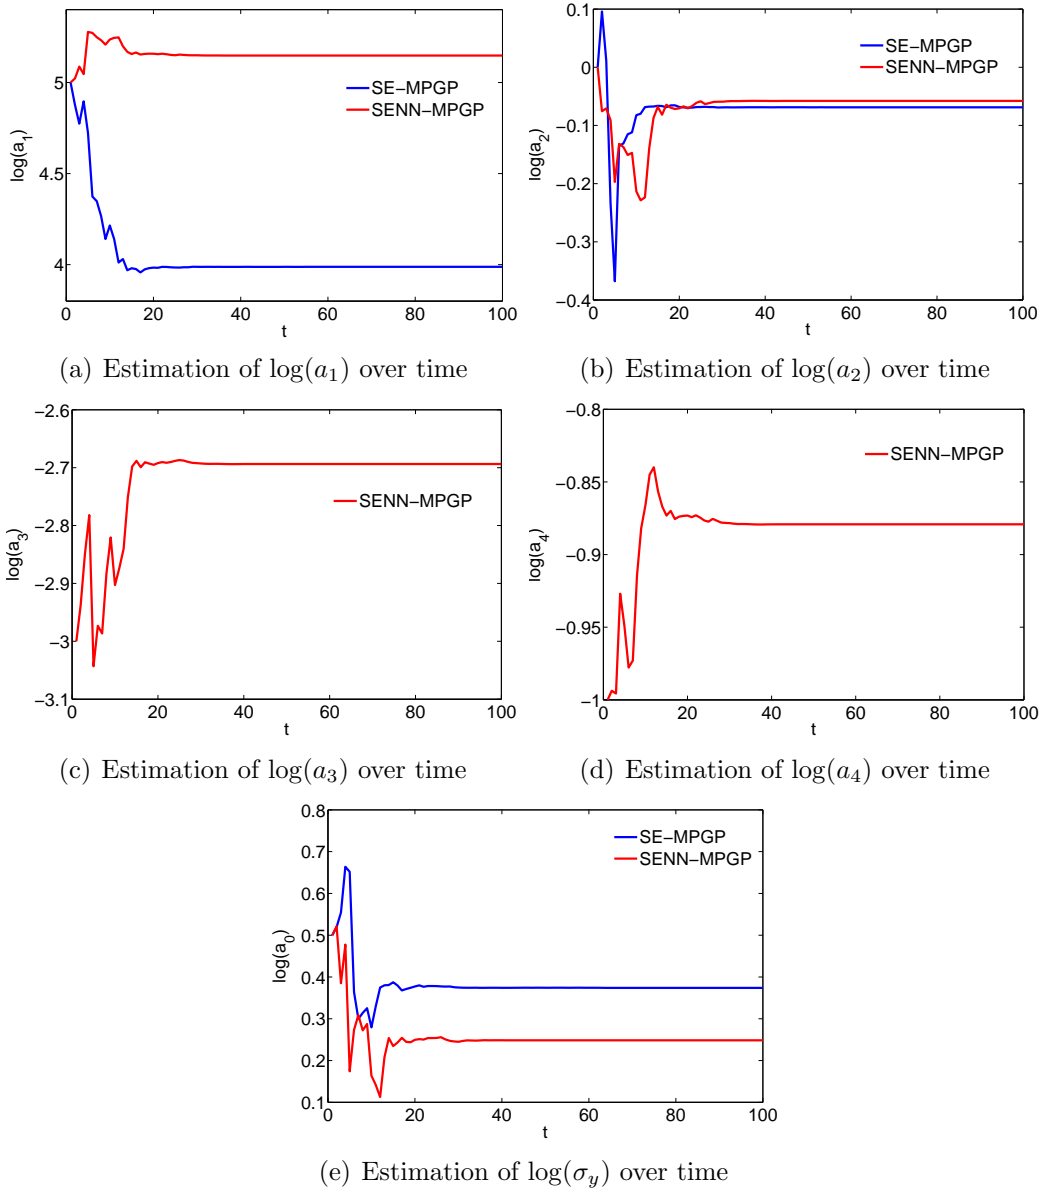 0.1
5
4.5
4
log(a1)
SE−MPGP
SENN−MPGP
0 20 40 60 80 100
t
0
−0.1
−0.2
−0.3
−0.4
log(a2)
SE−MPGP
SENN−MPGP
0 20 40 60 80 100
t
(a) Estimation of log(a1) over time
(b) Estimation of log(a2) over time
−2.6
−2.7
−2.8
−2.9
−3
−3.1
log(a3)
SENN−MPGP
0 20 40 60 80 100
t
−0.8
−0.85
−0.9
−0.95
−1
log(a4)
SENN−MPGP
0 20 40 60 80 100
t
(c) Estimation of log(a3) over time
(d) Estimation of log(a4) over time
0.8
0.7
0.6
0.5
0.4
0.3
0.2
0.1
log(a0)
SE−MPGP
SENN−MPGP
0 20 40 60 80 100
t
(e) Estimation of log(σy) over time